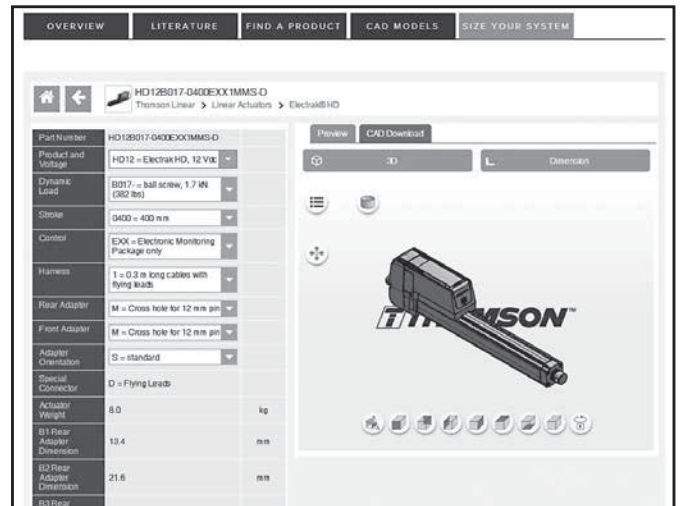 OVERVIEW LITERATURE FIND A PRODUCT CAD MODELS SIZE YOUR SYSTEM
HD12B017-0400EXX1MMS-D
Thomson Linear > Linear Actuators > Electrak® HD
Part Number HD12B017-0400EXX1MMS-D
Product and
Voltage
HD12 = Electrak HD, 12 Vdc
Dynamic
Load
B017- = ball screw, 1.7 kN
(382 lbs)
Stroke 0400 = 400 mm
Control
EXX = Electronic Monitoring
Package only
Harness
1 = 0.3 m long cables with
flying leads
Rear Adapter M = Cross hole for 12 mm pin
Front Adapter M = Cross hole for 12 mm pin
Adapter
Orientation
S = standard
Special
Connector
D = Flying Leads
Actuator
Weight
8.0 kg
B1 Rear
Adapter
Dimension
13.4 mm
B2 Rear
Adapter
Dimension
21.6 mm
B3 Rear
Preview CAD Download
3D Dimension
THOMSON™